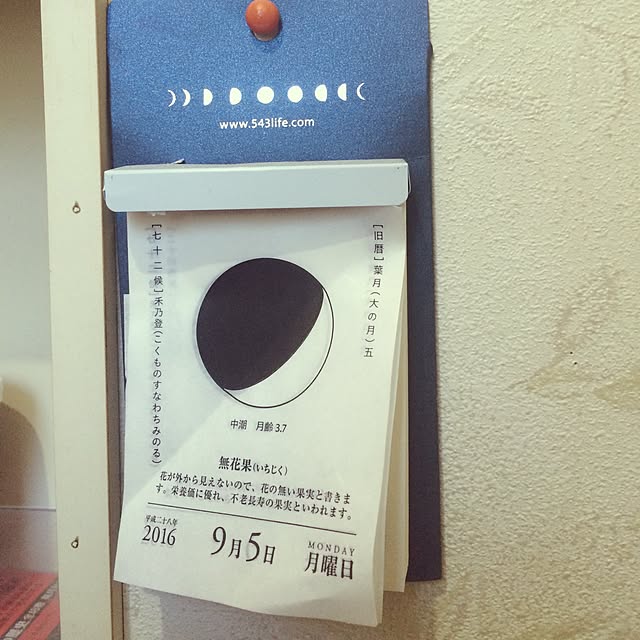 www.543life.com
[旧暦]葉月(大の月)五
[七十二候]禾乃登(こくものすなわちみのる)
中潮 月齢3.7
無花果(いちじく)
花が外から見えないので、花の無い果実と書きま
す。栄養価に優れ、不老長寿の果実といわれます。
平成二十八年
2016
9月5日
MONDAY
月曜日